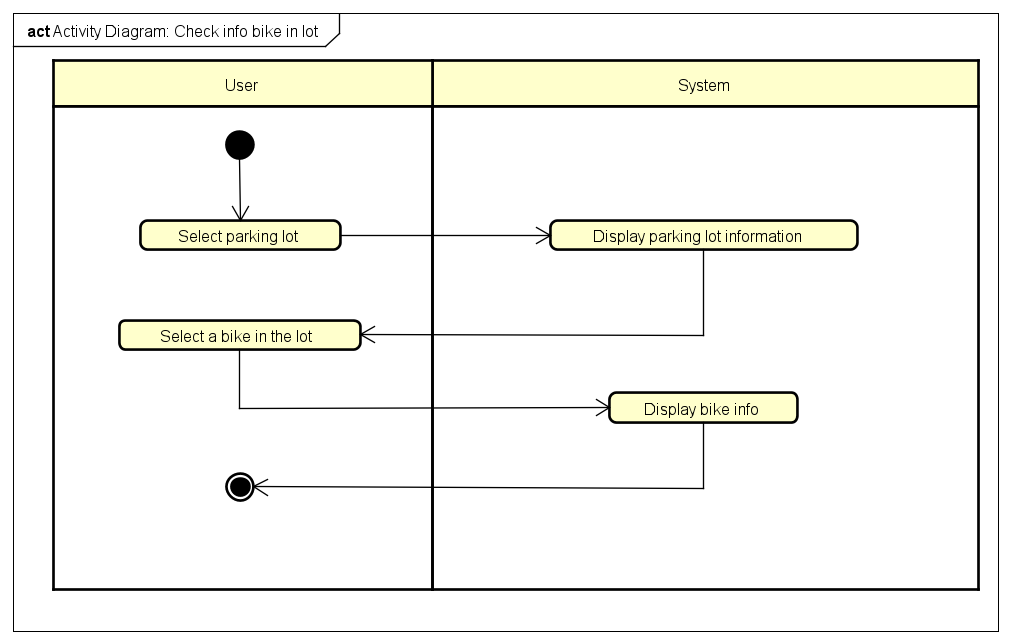 act Activity Diagram: Check info bike in lot
User
System
Select parking lot
Display parking lot information
Select a bike in the lot
Display bike info